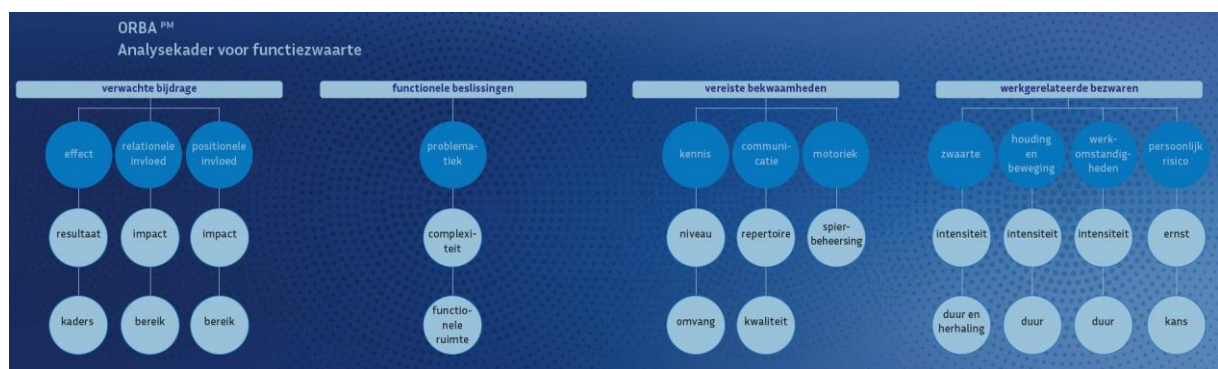 ORBA PM
Analysekader voor functiezwaarte
verwachte bijdrage
functionele beslissingen
vereiste bekwaamheden
werkgerelateerde bezwaren
effect
relationele
invloed
positionele
invloed
problema-
tiek
kennis
communi-
catie
motoriek
zwaarte
houding
en
beweging
werk-
omstandig-
heden
persoonlijk
risico
resultaat
impact
impact
complexi-
teit
niveau
repertoire
spier-
beheersing
intensiteit
intensiteit
intensiteit
ernst
kaders
bereik
bereik
functio-
nele
ruimte
omvang
kwaliteit
duur en
herhaling
duur
duur
kans